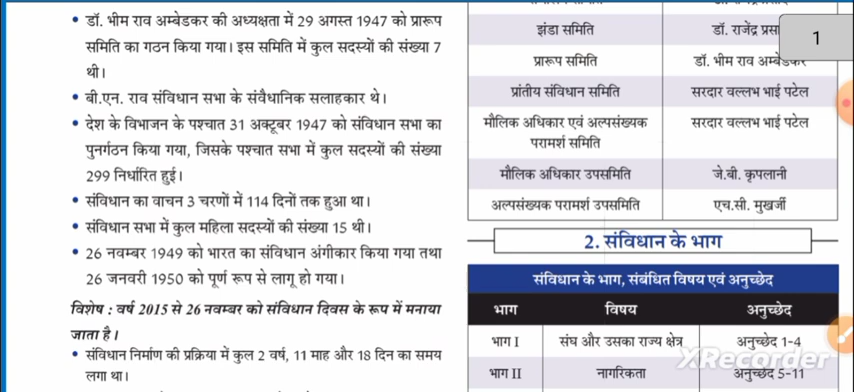 • डॉ. भीम राव अम्बेडकर की अध्यक्षता में 29 अगस्त 1947 को प्रारूप
समिति का गठन किया गया। इस समिति में कुल सदस्यों की संख्या 7
थी।
• बी.एन. राव संविधान सभा के संवैधानिक सलाहकार थे।
• देश के विभाजन के पश्चात 31 अक्टूबर 1947 को संविधान सभा का
पुनर्गठन किया गया, जिसके पश्चात सभा में कुल सदस्यों की संख्या
299 निर्धारित हुई।
• संविधान का वाचन 3 चरणों में 114 दिनों तक हुआ था।
• संविधान सभा में कुल महिला सदस्यों की संख्या 15 थी।
• 26 नवम्बर 1949 को भारत का संविधान अंगीकार किया गया तथा
26 जनवरी 1950 को पूर्ण रूप से लागू हो गया।
विशेष : वर्ष 2015 से 26 नवम्बर को संविधान दिवस के रूप में मनाया
जाता है।
• संविधान निर्माण की प्रक्रिया में कुल 2 वर्ष, 11 माह और 18 दिन का समय
लगा था।
झंडा समिति डॉ. राजेंद्र
प्रारूप समिति डॉ. भीम राव अम्बेडकर
प्रांतीय संविधान समिति सरदार वल्लभ भाई पटेल
मौलिक अधिकार एवं अल्पसंख्यक सरदार वल्लभ भाई पटेल
परामर्श समिति
मौलिक अधिकार उपसमिति जे.बी. कृपलानी
अल्पसंख्यक परामर्श उपसमिति एच.सी. मुखर्जी
2. संविधान के भाग
संविधान के भाग, संबंधित विषय एवं अनुच्छेद
भाग विषय अनुच्छेद
भाग I संघ और उसका राज्य क्षेत्र अनुच्छेद 1-4
भाग II नागरिकता अनुच्छेद 5-11
1
XRecorder